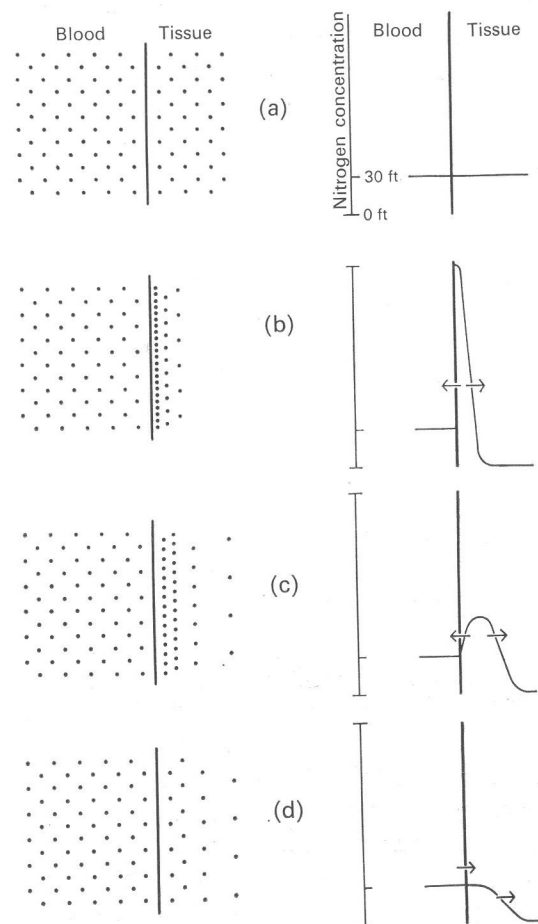 Blood Tissue
(a)
Nitrogen concentration
Blood Tissue
30 ft
0 ft
(b)
(c)
(d)